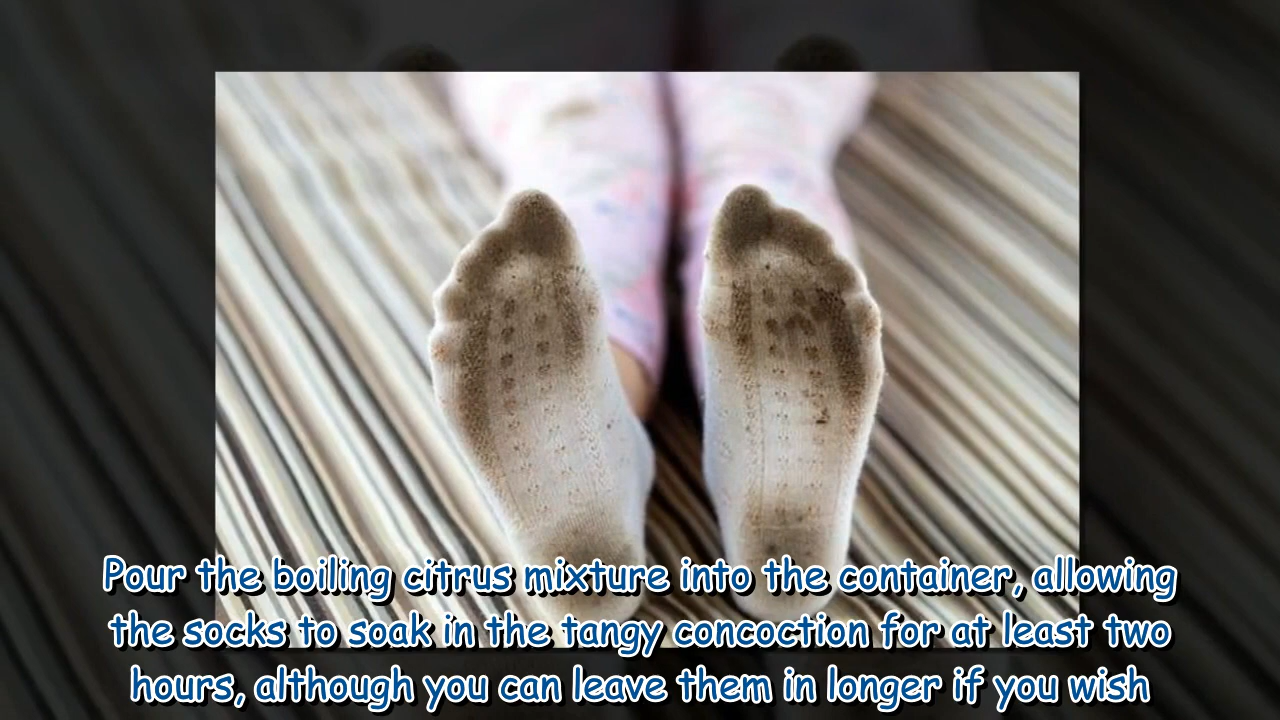 Pour the boiling citrus mixture into the container, allowing
the socks to soak in the tangy concoction for at least two
hours, although you can leave them in longer if you wish